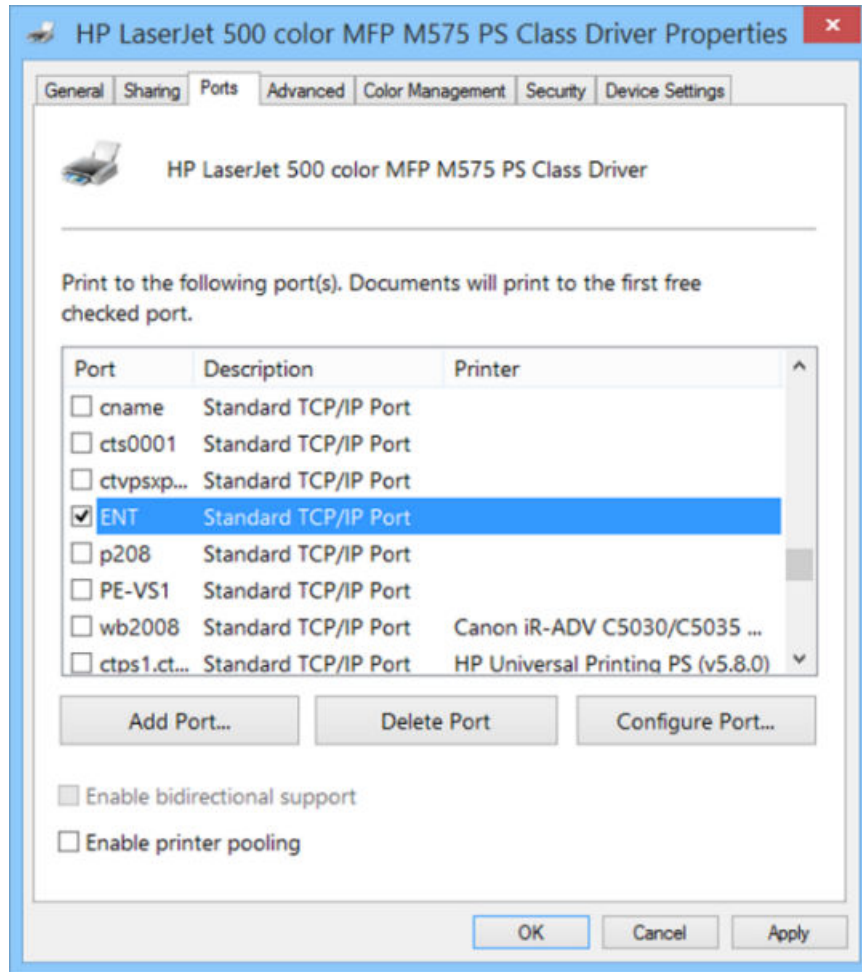 HP LaserJet 500 color MFP M575 PS Class Driver Properties
General Sharing Ports Advanced Color Management Security Device Settings
HP LaserJet 500 color MFP M575 PS Class Driver
Print to the following port(s). Documents will print to the first free
checked port.
Port Description Printer
cname Standard TCP/IP Port
cts0001 Standard TCP/IP Port
ctvpsxp... Standard TCP/IP Port
ENT Standard TCP/IP Port
p208 Standard TCP/IP Port
PE-VS1 Standard TCP/IP Port
wb2008 Standard TCP/IP Port Canon iR-ADV C5030/C5035 ...
ctps1.ct... Standard TCP/IP Port HP Universal Printing PS (v5.8.0)
Add Port... Delete Port Configure Port...
Enable bidirectional support
Enable printer pooling
OK Cancel Apply